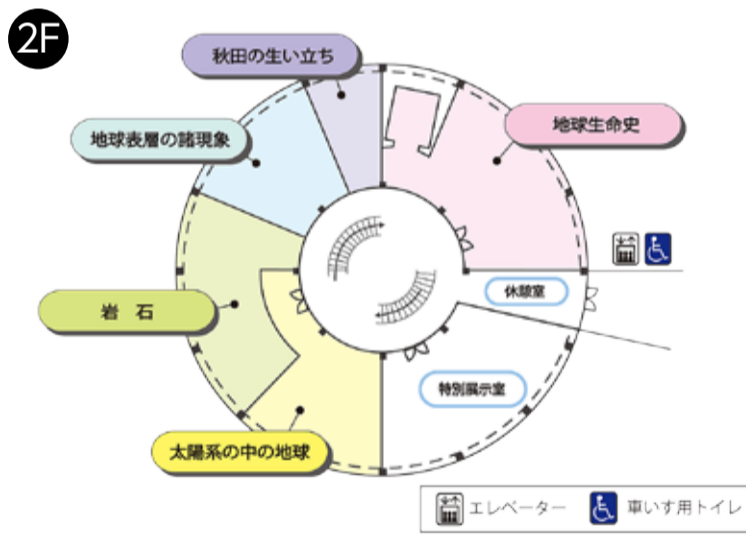 2F
秋田の生い立ち
地球表層の諸現象
地球生命史
岩 石
休憩室
特別展示室
太陽系の中の地球
エレベーター
車いす用トイレ